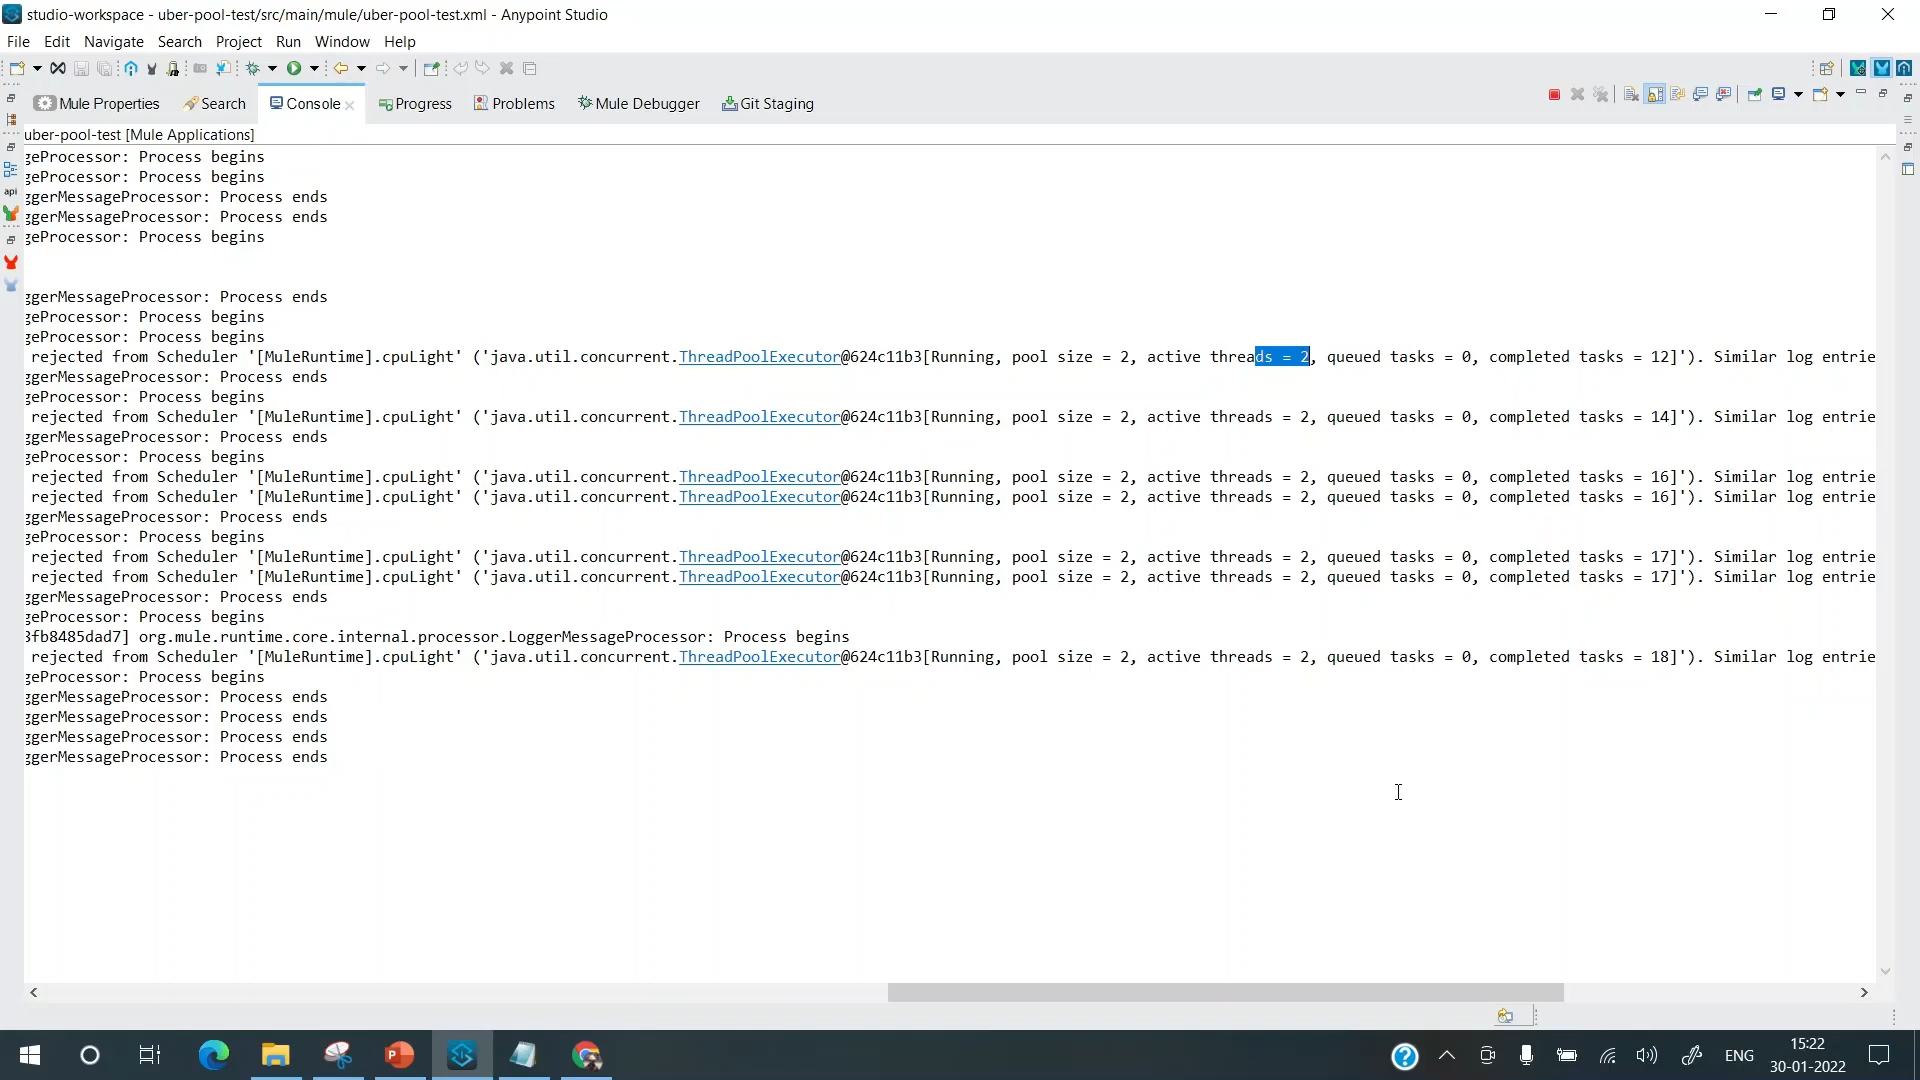 studio-workspace - uber-pool-test/src/main/mule/uber-pool-test.xml - Anypoint Studio
File Edit Navigate Search Project Run Window Help
Mule Properties Search Console Progress Problems Mule Debugger Git Staging
uber-pool-test [Mule Applications]
geProcessor: Process begins
geProcessor: Process begins
api
ggerMessageProcessor: Process ends
ggerMessageProcessor: Process ends
geProcessor: Process begins
ggerMessageProcessor: Process ends
geProcessor: Process begins
geProcessor: Process begins
rejected from Scheduler '[MuleRuntime].cpuLight' ('java.util.concurrent.ThreadPoolExecutor@624c11b3[Running, pool size = 2, active threads = 2, queued tasks = 0, completed tasks = 12]'). Similar log entrie
ggerMessageProcessor: Process ends
geProcessor: Process begins
rejected from Scheduler '[MuleRuntime].cpuLight' ('java.util.concurrent.ThreadPoolExecutor@624c11b3[Running, pool size = 2, active threads = 2, queued tasks = 0, completed tasks = 14]'). Similar log entrie
ggerMessageProcessor: Process ends
geProcessor: Process begins
rejected from Scheduler '[MuleRuntime].cpuLight' ('java.util.concurrent.ThreadPoolExecutor@624c11b3[Running, pool size = 2, active threads = 2, queued tasks = 0, completed tasks = 16]'). Similar log entrie
rejected from Scheduler '[MuleRuntime].cpuLight' ('java.util.concurrent.ThreadPoolExecutor@624c11b3[Running, pool size = 2, active threads = 2, queued tasks = 0, completed tasks = 16]'). Similar log entrie
ggerMessageProcessor: Process ends
geProcessor: Process begins
rejected from Scheduler '[MuleRuntime].cpuLight' ('java.util.concurrent.ThreadPoolExecutor@624c11b3[Running, pool size = 2, active threads = 2, queued tasks = 0, completed tasks = 17]'). Similar log entrie
rejected from Scheduler '[MuleRuntime].cpuLight' ('java.util.concurrent.ThreadPoolExecutor@624c11b3[Running, pool size = 2, active threads = 2, queued tasks = 0, completed tasks = 17]'). Similar log entrie
ggerMessageProcessor: Process ends
geProcessor: Process begins
3fb8485dad7] org.mule.runtime.core.internal.processor.LoggerMessageProcessor: Process begins
rejected from Scheduler '[MuleRuntime].cpuLight' ('java.util.concurrent.ThreadPoolExecutor@624c11b3[Running, pool size = 2, active threads = 2, queued tasks = 0, completed tasks = 18]'). Similar log entrie
geProcessor: Process begins
ggerMessageProcessor: Process ends
ggerMessageProcessor: Process ends
ggerMessageProcessor: Process ends
ggerMessageProcessor: Process ends
ENG
15:22
30-01-2022